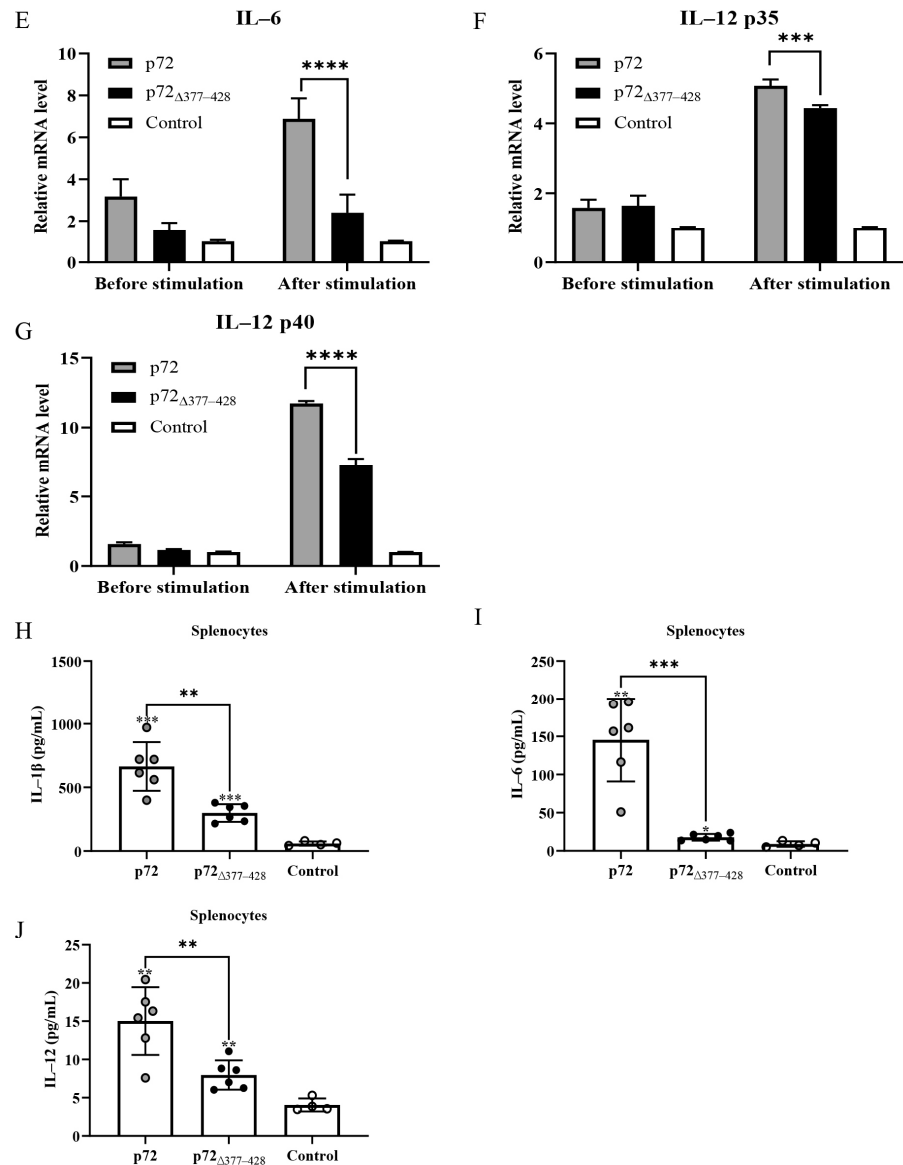 E
IL–6
Relative mRNA level
10
8
6
4
2
0
p72
p72Δ377–428
Control
****
Before stimulation
After stimulation
F
IL–12 p35
Relative mRNA level
6
4
2
0
p72
p72Δ377–428
Control
***
Before stimulation
After stimulation
G
IL–12 p40
Relative mRNA level
15
10
5
0
p72
p72Δ377–428
Control
****
Before stimulation
After stimulation
H
Splenocytes
IL–1β (pg/mL)
1500
1000
500
0
**
***
***
p72
p72Δ377–428
Control
I
Splenocytes
IL–6 (pg/mL)
250
200
150
100
50
0
***
**
*
p72
p72Δ377–428
Control
J
Splenocytes
IL–12 (pg/mL)
25
20
15
10
5
0
**
**
**
p72
p72Δ377–428
Control